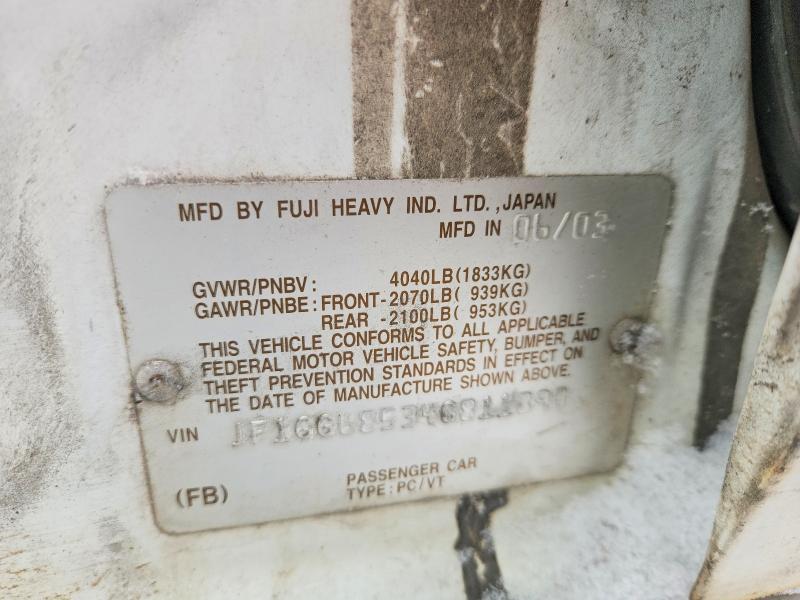 MFD BY FUJI HEAVY IND. LTD., JAPAN
MFD IN 06/03
GVWR/PNBV: 4040LB(1833KG)
GAWR/PNBE: FRONT-2070LB( 939KG)
REAR -2100LB( 953KG)
THIS VEHICLE CONFORMS TO ALL APPLICABLE
FEDERAL MOTOR VEHICLE SAFETY, BUMPER, AND
THEFT PREVENTION STANDARDS IN EFFECT ON
THE DATE OF MANUFACTURE SHOWN ABOVE.
VIN
(FB)
PASSENGER CAR
TYPE: PC/VT